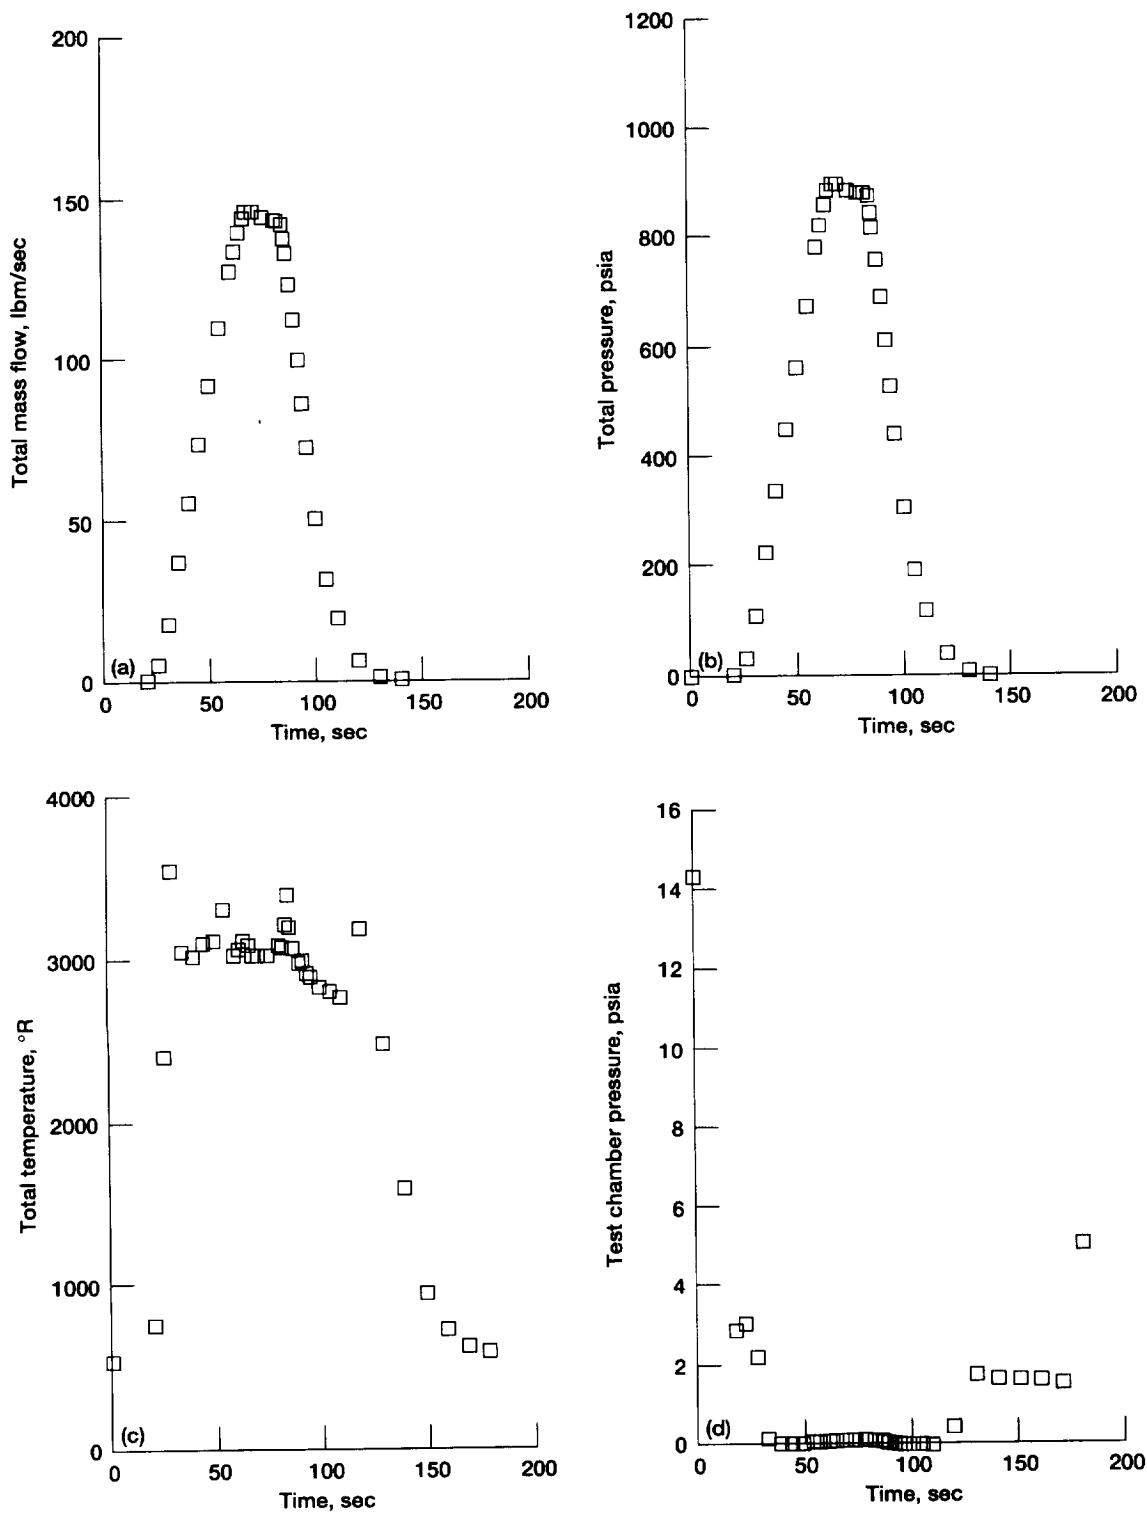 200
150
100
50
0
Total mass flow, lbm/sec
(a)
0 50 100 150 200
Time, sec
1200
1000
800
600
400
200
0
Total pressure, psia
(b)
0 50 100 150 200
Time, sec
4000
3000
2000
1000
0
Total temperature, °R
(c)
0 50 100 150 200
Time, sec
16
14
12
10
8
6
4
2
0
Test chamber pressure, psia
(d)
0 50 100 150 200
Time, sec